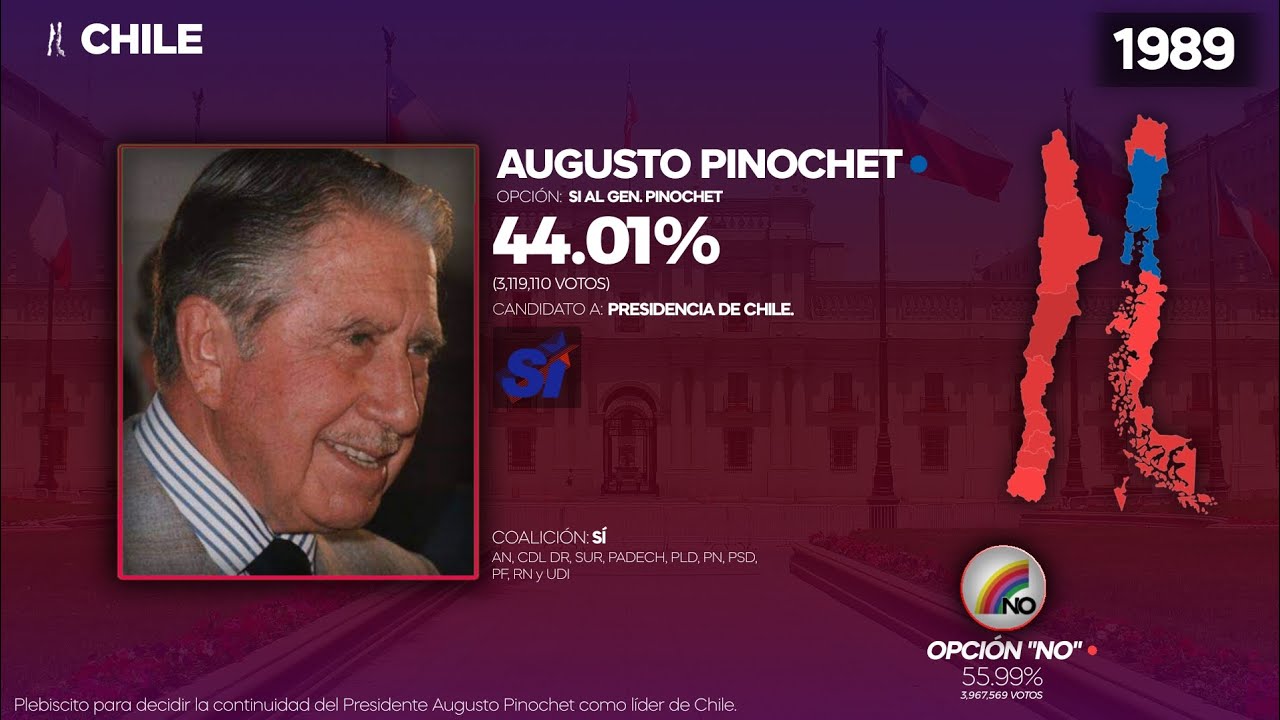 CHILE
1989
AUGUSTO PINOCHET
OPCIÓN: SI AL GEN. PINOCHET
44.01%
(3,119,110 VOTOS)
CANDIDATO A: PRESIDENCIA DE CHILE.
Sí
COALICIÓN: SÍ
AN, CDL DR, SUR, PADECH, PLD, PN, PSD,
PF, RN y UDI
NO
OPCIÓN "NO"
55.99%
3,967,569 VOTOS
Plebiscito para decidir la continuidad del Presidente Augusto Pinochet como líder de Chile.